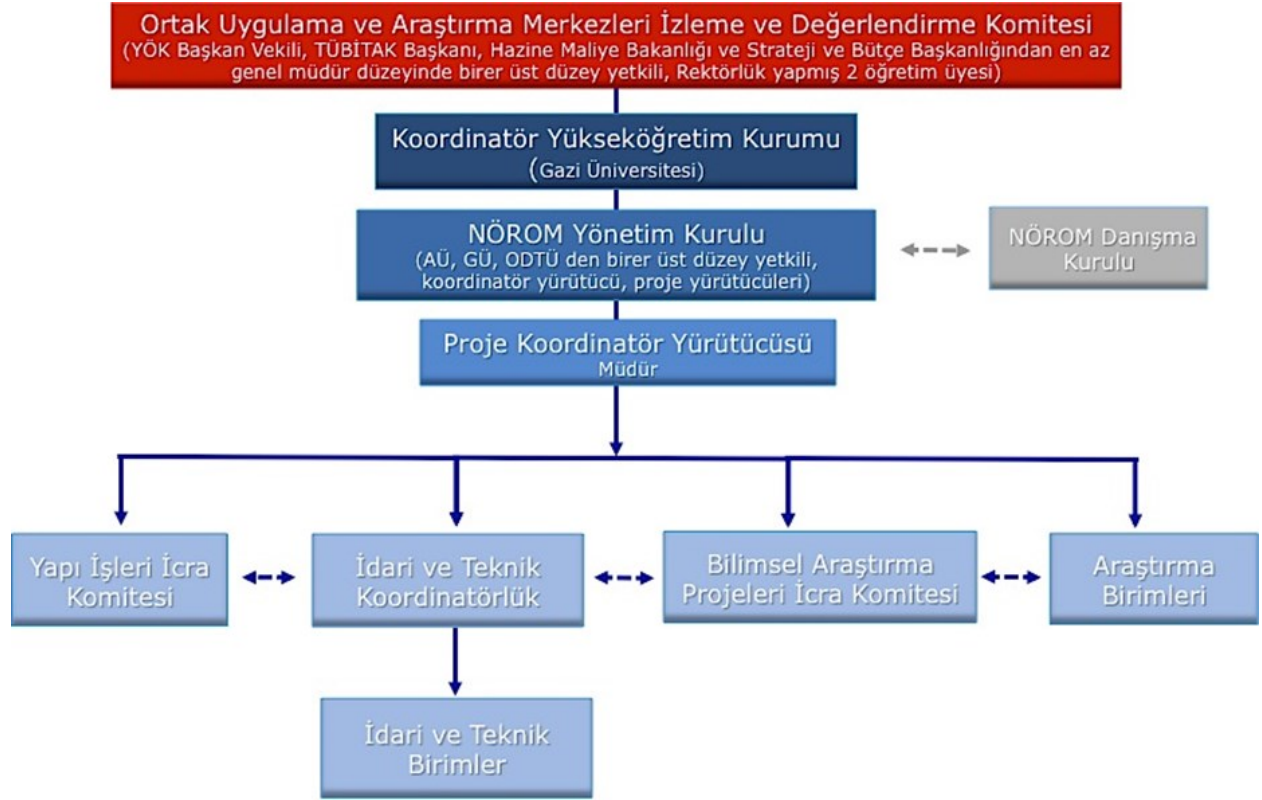 Ortak Uygulama ve Araştırma Merkezleri İzleme ve Değerlendirme Komitesi
(YÖK Başkan Vekili, TÜBİTAK Başkanı, Hazine Maliye Bakanlığı ve Strateji ve Bütçe Başkanlığından en az
genel müdür düzeyinde birer üst düzey yetkili, Rektörlük yapmış 2 öğretim üyesi)
Koordinatör Yükseköğretim Kurumu
(Gazi Üniversitesi)
NÖROM Yönetim Kurulu
(AÜ, GÜ, ODTÜ den birer üst düzey yetkili,
koordinatör yürütücü, proje yürütücüleri)
NÖROM Danışma
Kurulu
Proje Koordinatör Yürütücüsü
Müdür
Yapı İşleri İcra
Komitesi
İdari ve Teknik
Koordinatörlük
Bilimsel Araştırma
Projeleri İcra Komitesi
Araştırma
Birimleri
İdari ve Teknik
Birimler